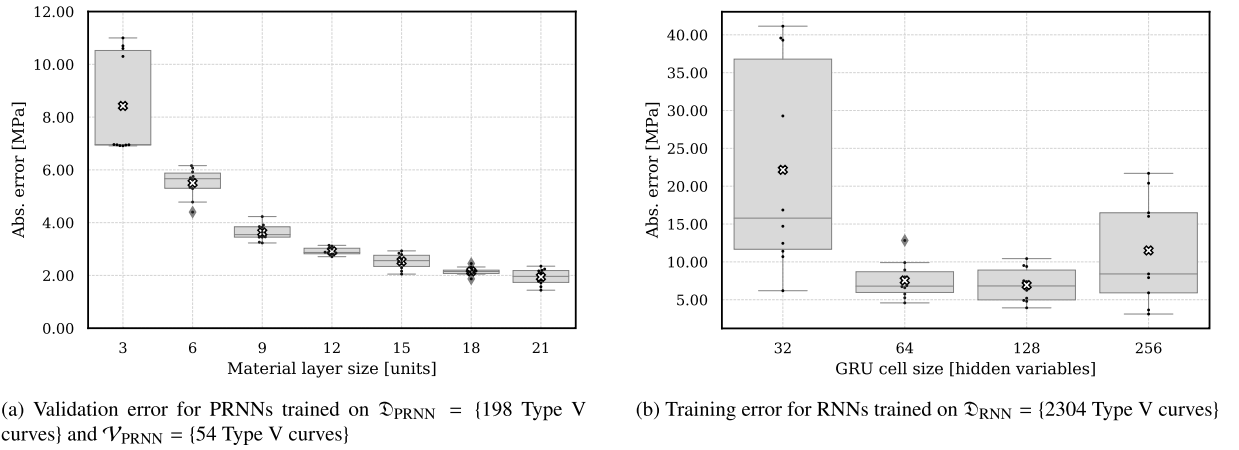 12.00
10.00
8.00
6.00
4.00
2.00
0.00
Abs. error [MPa]
3 6 9 12 15 18 21
Material layer size [units]
40.00
35.00
30.00
25.00
20.00
15.00
10.00
5.00
Abs. error [MPa]
32 64 128 256
GRU cell size [hidden variables]
(a) Validation error for PRNNs trained on 𝔇PRNN = {198 Type V
curves} and 𝒱PRNN = {54 Type V curves}
(b) Training error for RNNs trained on 𝔇RNN = {2304 Type V curves}